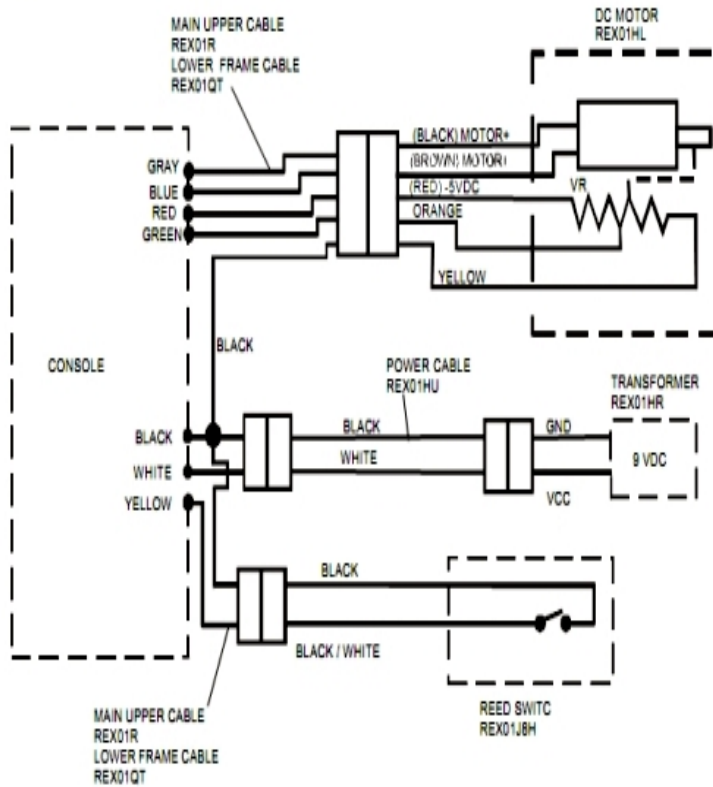 MAIN UPPER CABLE
REX01R
LOWER FRAME CABLE
REX01QT
DC MOTOR
REX01HL
GRAY
BLUE
RED
GREEN
(BLACK) MOTOR+
(BROWN) MOTOR
(RED) -5VDC
VR
ORANGE
YELLOW
BLACK
CONSOLE
POWER CABLE
REX01HU
TRANSFORMER
REX01HR
BLACK
WHITE
YELLOW
BLACK
WHITE
GND
VCC
9 VDC
BLACK
BLACK / WHITE
REED SWITC
REX01J8H
MAIN UPPER CABLE
REX01R
LOWER FRAME CABLE
REX01QT